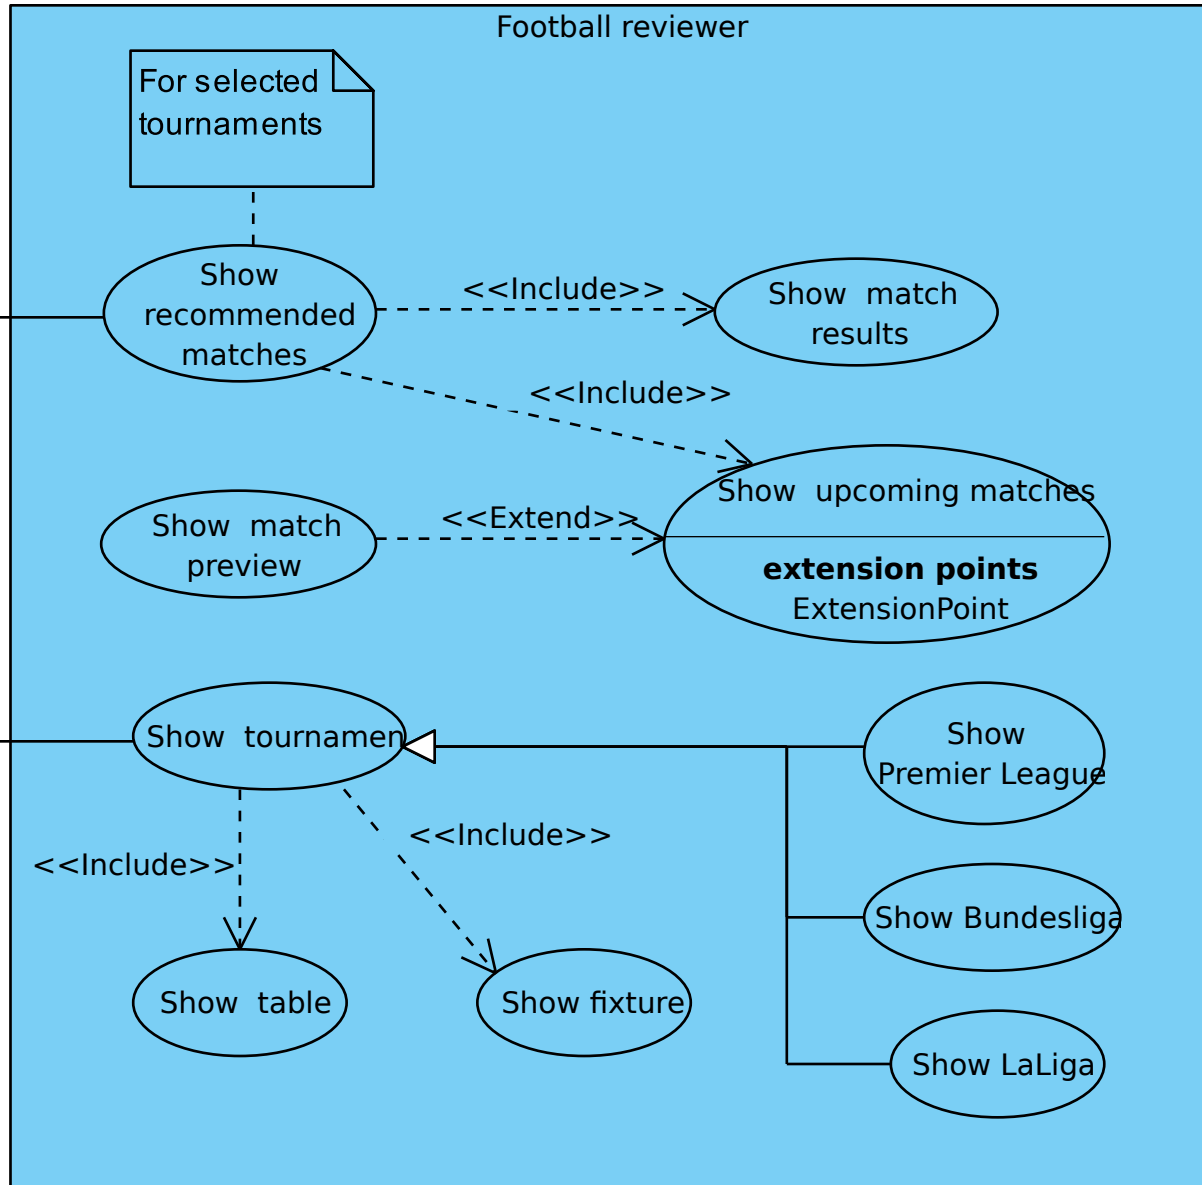 Football reviewer
For selected
tournaments
Show
recommended
matches
<<Include>>
Show match
results
<<Include>>
Show upcoming matches
extension points
ExtensionPoint
Show match
preview
<<Extend>>
Show tournamen
Show
Premier League
<<Include>>
<<Include>>
Show Bundesliga
Show table
Show fixture
Show LaLiga